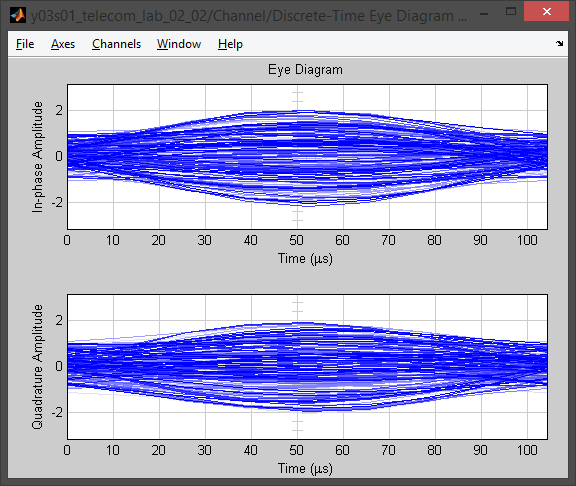 y03s01_telecom_lab_02_02/Channel/Discrete-Time Eye Diagram ...
File Axes Channels Window Help
Eye Diagram
In-phase Amplitude
2
0
-2
0 10 20 30 40 50 60 70 80 90 100
Time (µs)
Quadrature Amplitude
2
0
-2
0 10 20 30 40 50 60 70 80 90 100
Time (µs)